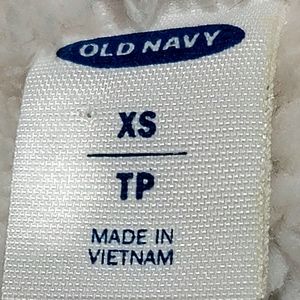 OLD NAVY
XS
TP
MADE IN
VIETNAM